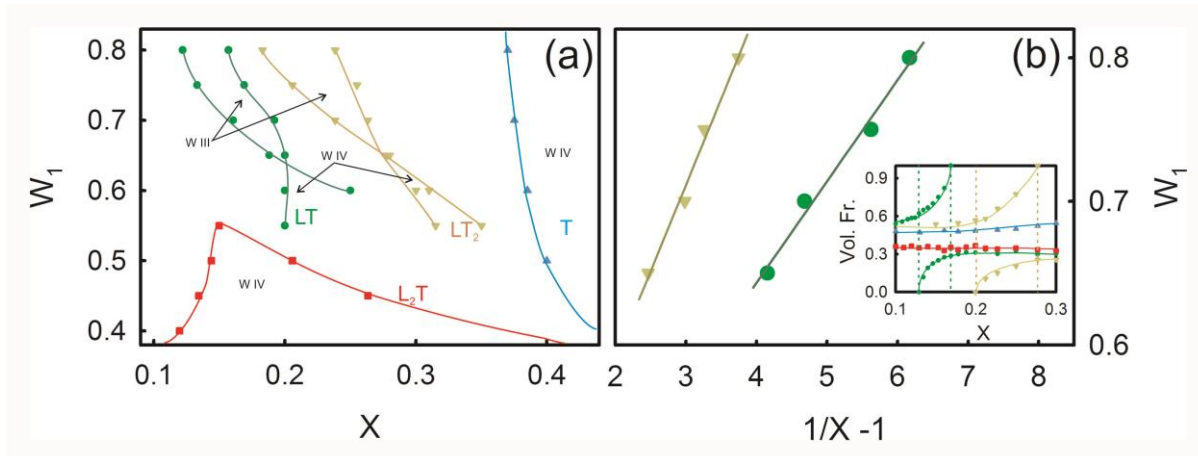 (a)
W₁
0.8
0.7
0.6
0.5
0.4
W III
W IV
W IV
W IV
LT
LT₂
L₂T
T
0.1 0.2 0.3 0.4
X
(b)
0.8
0.7
0.6
W₁
2 3 4 5 6 7 8
1/X -1
Vol. Fr.
0.9
0.6
0.3
0.0
0.1 0.2 0.3
X